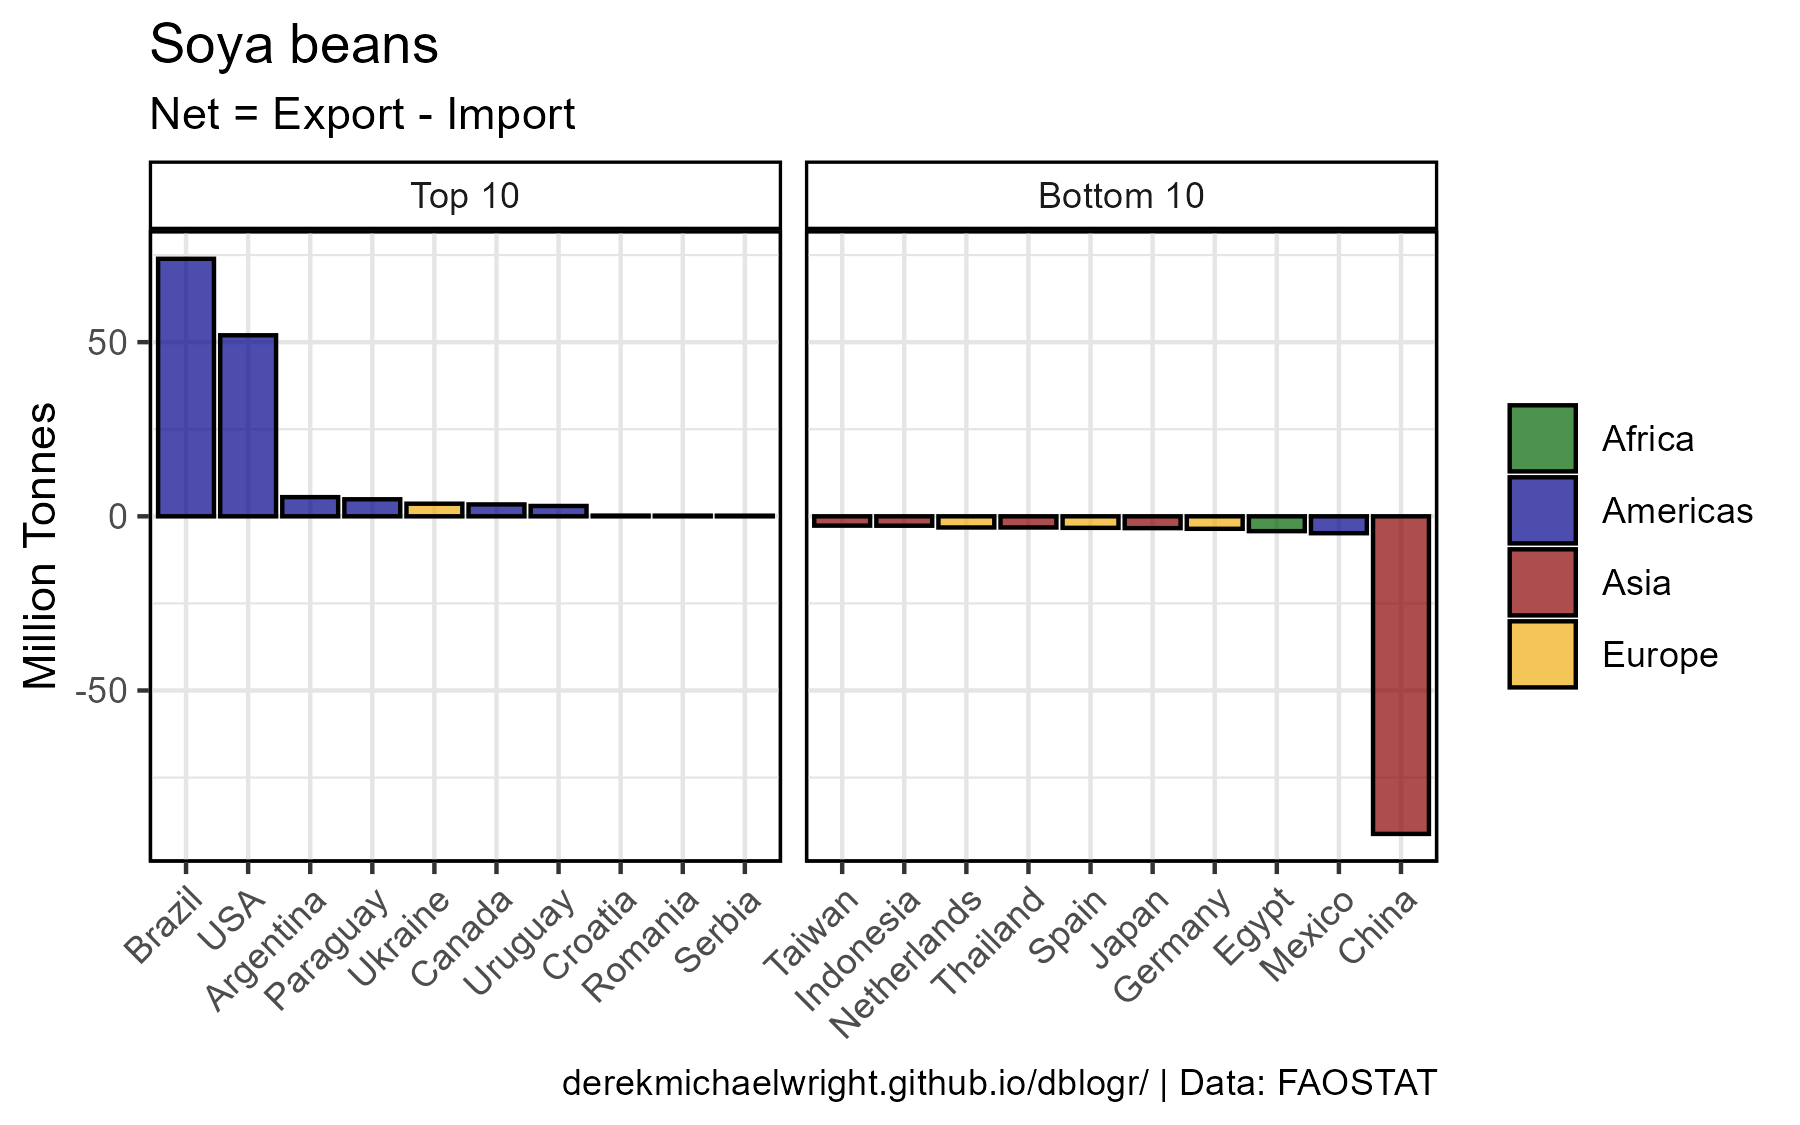 Soya beans
Net = Export - Import
Top 10
Bottom 10
Million Tonnes
50
0
-50
Brazil
USA
Argentina
Paraguay
Ukraine
Canada
Uruguay
Croatia
Romania
Serbia
Taiwan
Indonesia
Netherlands
Thailand
Spain
Japan
Germany
Egypt
Mexico
China
Africa
Americas
Asia
Europe
derekmichaelwright.github.io/dblogr/ | Data: FAOSTAT